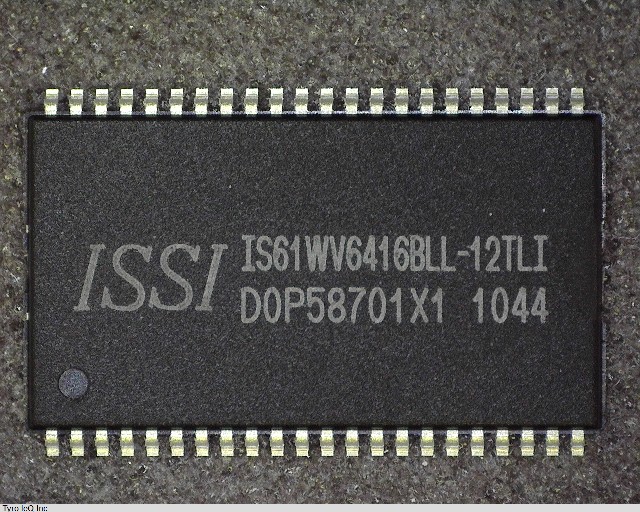 ISSI
IS61WV6416BLL-12TLI
D0P58701X1 1044
Tyro IcQ Inc